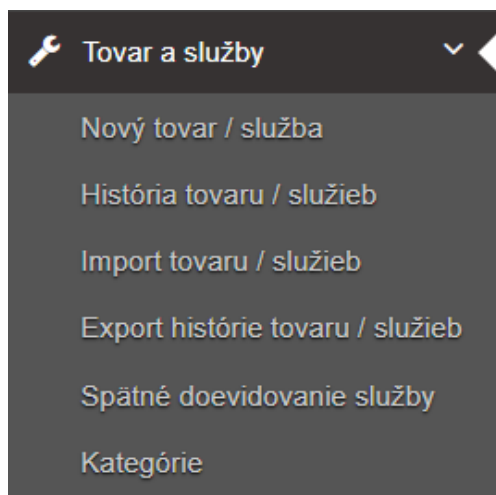 Tovar a služby
Nový tovar / služba
História tovaru / služieb
Import tovaru / služieb
Export histórie tovaru / služieb
Spätné doevidovanie služby
Kategórie